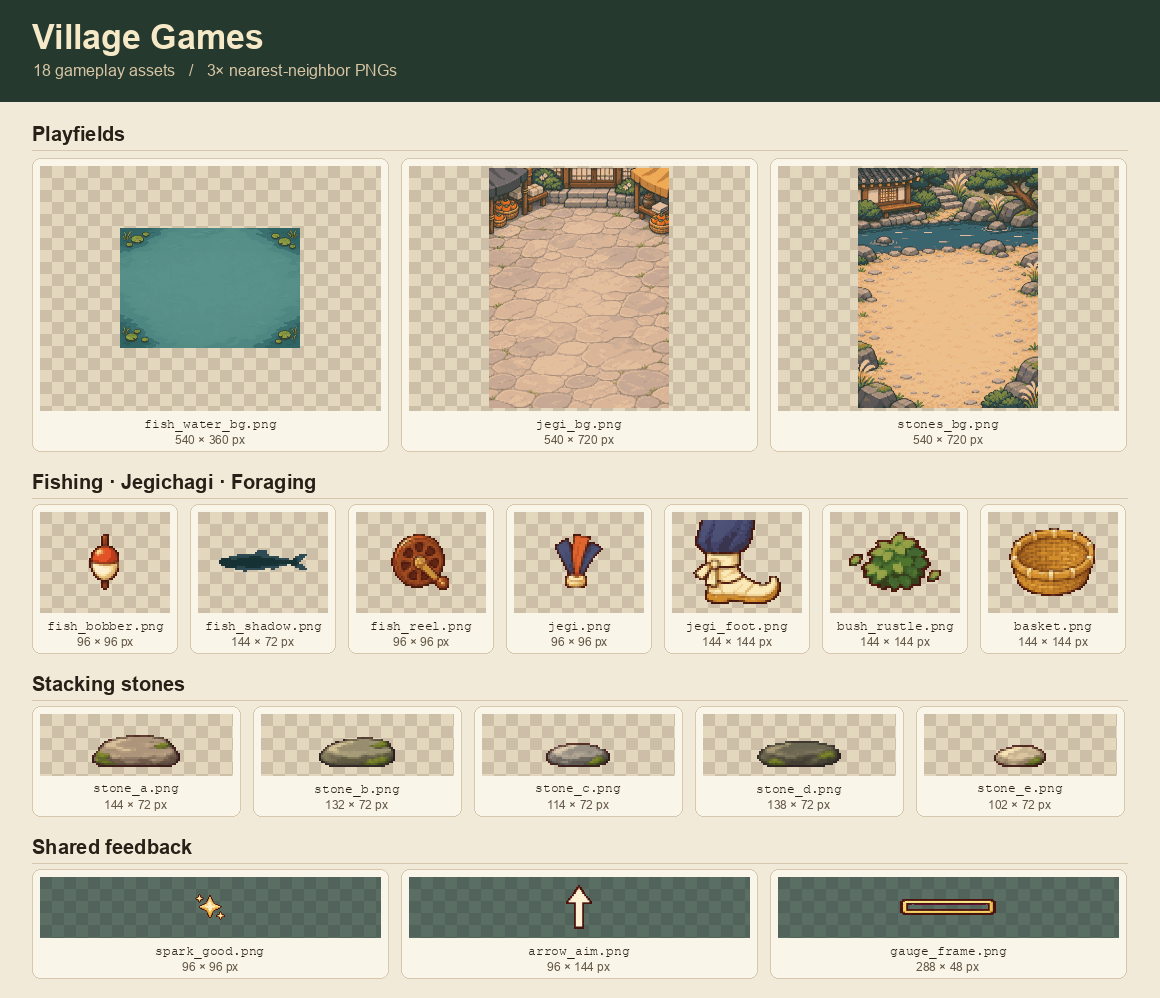 Village Games
18 gameplay assets / 3× nearest-neighbor PNGs
Playfields
fish_water_bg.png
540 × 360 px
jegi_bg.png
540 × 720 px
stones_bg.png
540 × 720 px
Fishing · Jegichagi · Foraging
fish_bobber.png
96 × 96 px
fish_shadow.png
144 × 72 px
fish_reel.png
96 × 96 px
jegi.png
96 × 96 px
jegi_foot.png
144 × 144 px
bush_rustle.png
144 × 144 px
basket.png
144 × 144 px
Stacking stones
stone_a.png
144 × 72 px
stone_b.png
132 × 72 px
stone_c.png
114 × 72 px
stone_d.png
138 × 72 px
stone_e.png
102 × 72 px
Shared feedback
spark_good.png
96 × 96 px
arrow_aim.png
96 × 144 px
gauge_frame.png
288 × 48 px